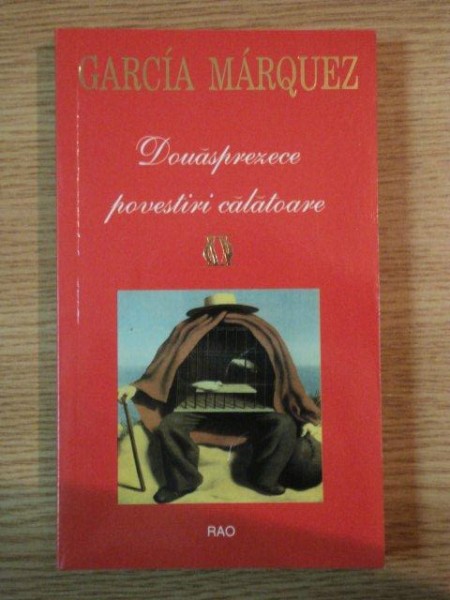 GARCÍA MÁRQUEZ
Douăsprezece
povestiri călătoare
RAO